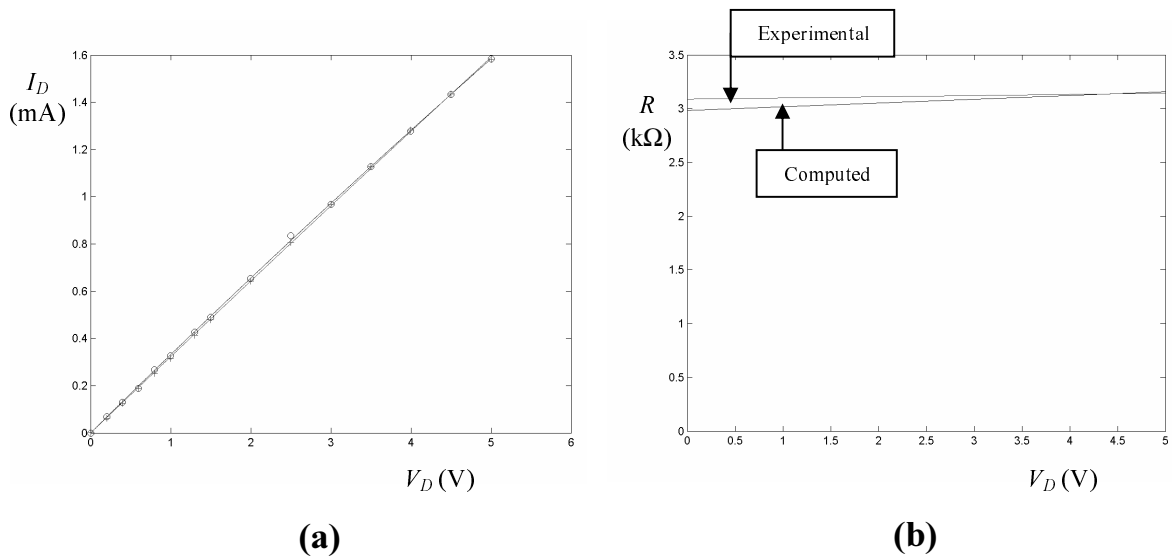 I_D
(mA)
1.6
1.4
1.2
1
0.8
0.6
0.4
0.2
0
0 1 2 3 4 5 6
V_D (V)
(a)
Experimental
Computed
R
(kΩ)
3.5
3
2.5
2
1.5
1
0.5
0
0 0.5 1 1.5 2 2.5 3 3.5 4 4.5 5
V_D (V)
(b)